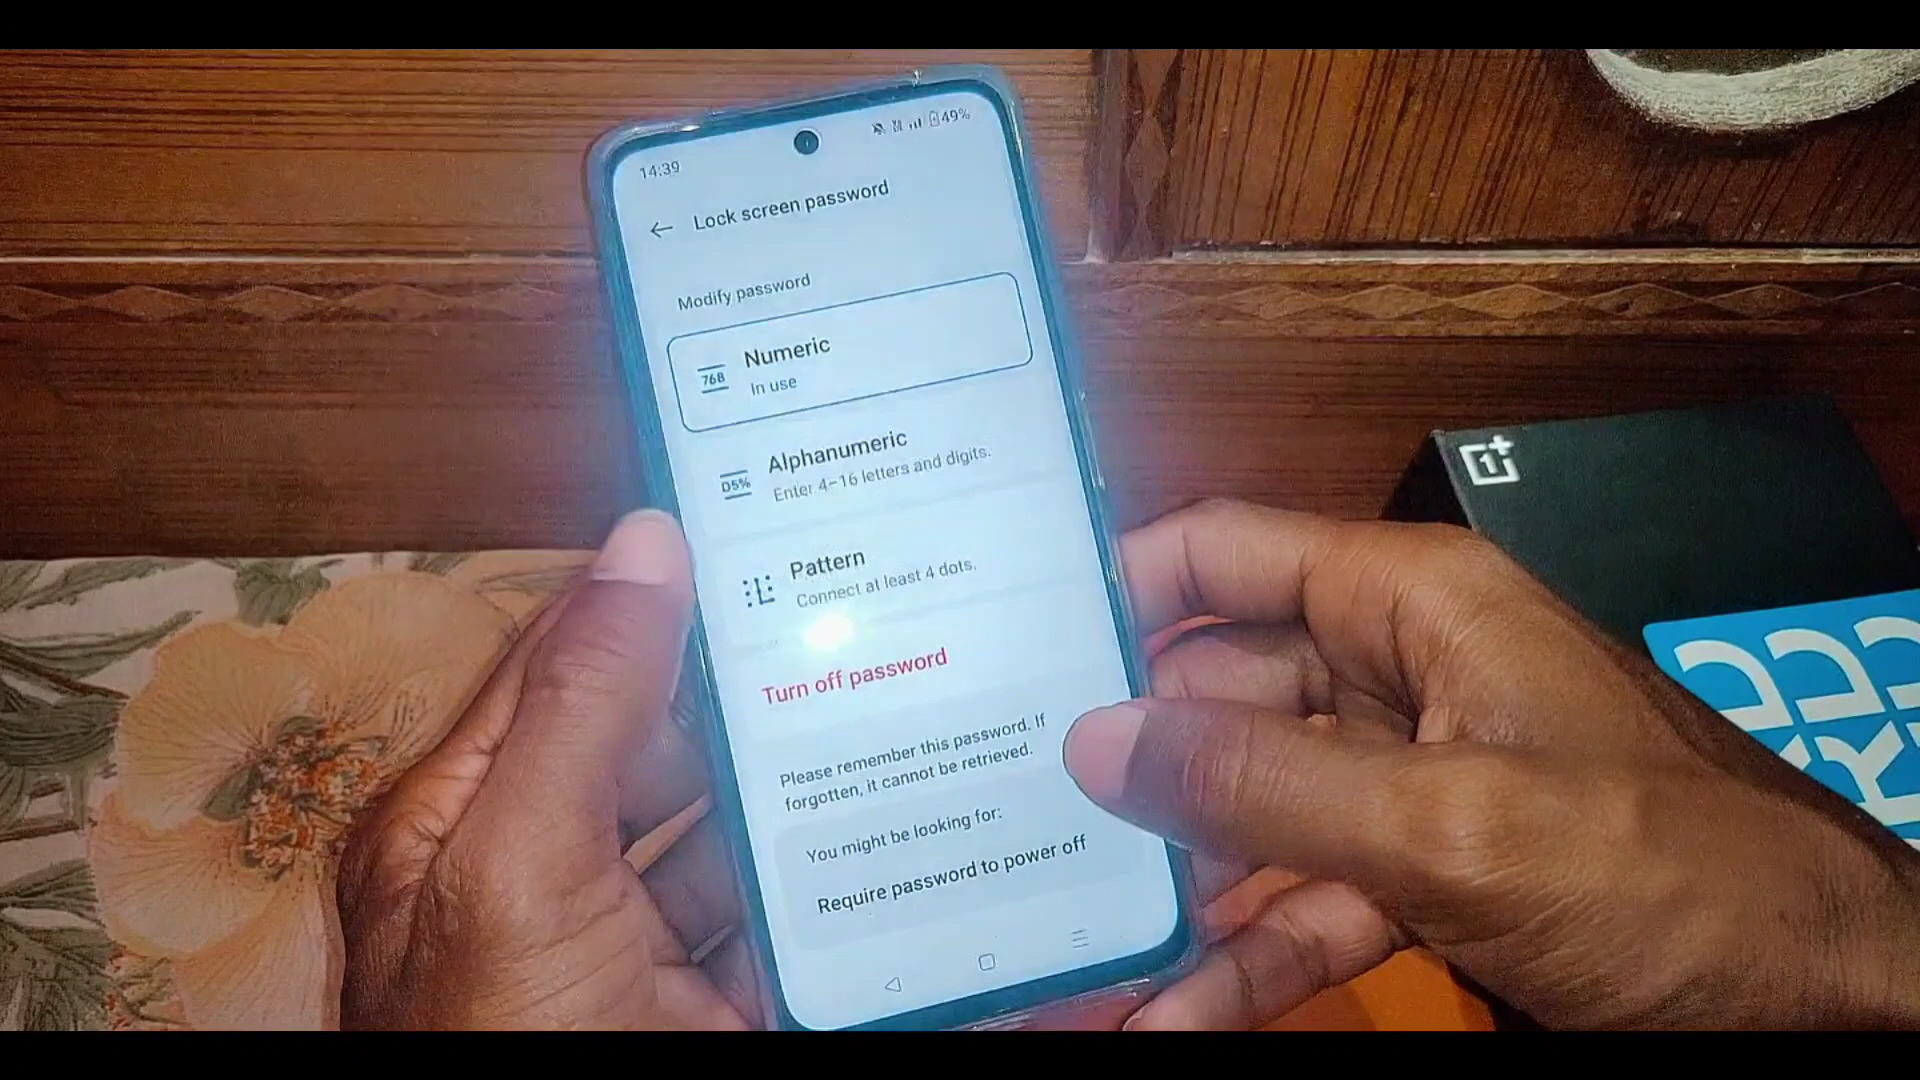 14:39
49%
Lock screen password
Modify password
768
Numeric
In use
D5%
Alphanumeric
Enter 4-16 letters and digits.
Pattern
Connect at least 4 dots.
Turn off password
Please remember this password. If
forgotten, it cannot be retrieved.
You might be looking for:
Require password to power off
1+